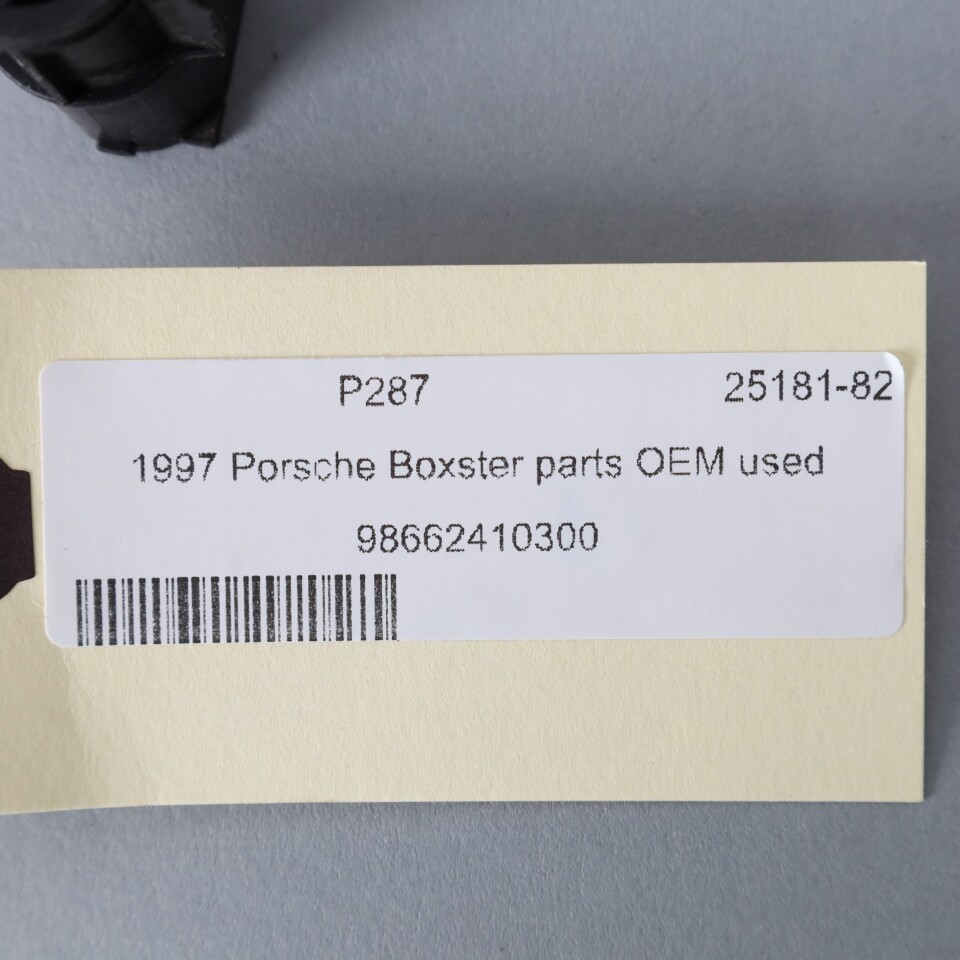 P287 25181-82
1997 Porsche Boxster parts OEM used
98662410300